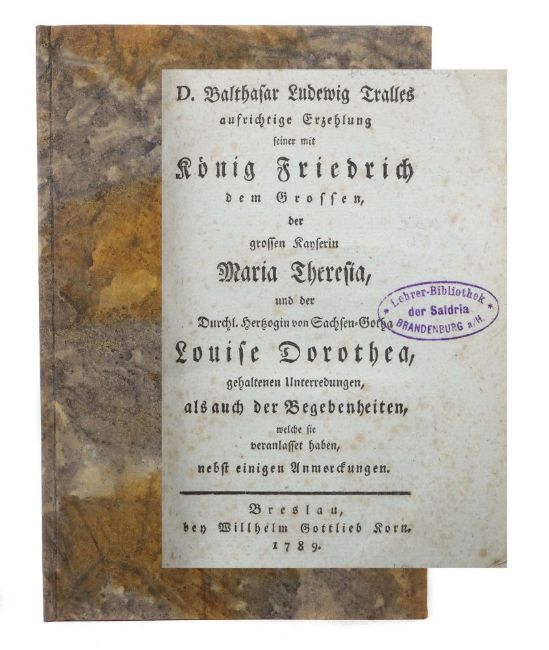 D. Balthasar Ludewig Tralles
aufrichtige Erzehlung
seiner mit
König Friedrich
dem Grossen,
der
grossen Kayserin
Maria Theresia,
und der
Durchl. Hertzogin von Sachsen-Gotha
Louise Dorothea,
gehaltenen Unterredungen,
als auch der Begebenheiten,
welche sie
veranlasset haben,
nebst einigen Anmerckungen.
Breslau,
bey Willhelm Gottlieb Korn.
1789.
* Lehrer-Bibliothek *
der Saldria
BRANDENBURG a/H.